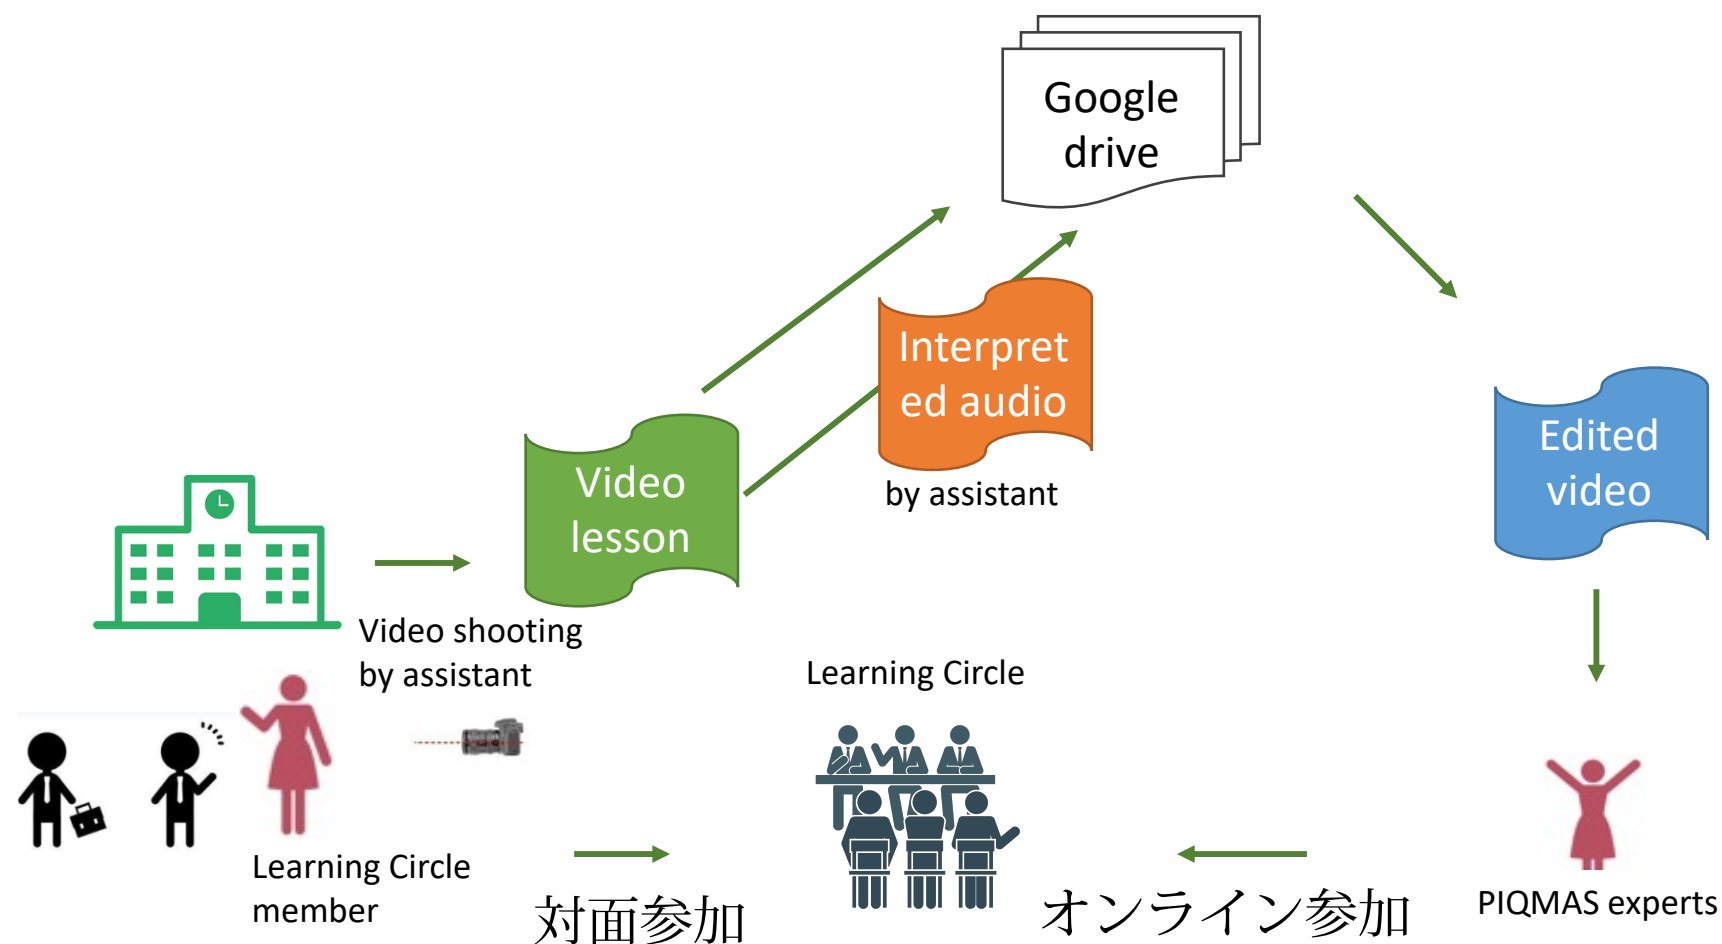 Google
drive
Interpret
ed audio
by assistant
Video
lesson
Edited
video
Video shooting
by assistant
Learning Circle
Learning Circle
member
対面参加
オンライン参加
PIQMAS experts